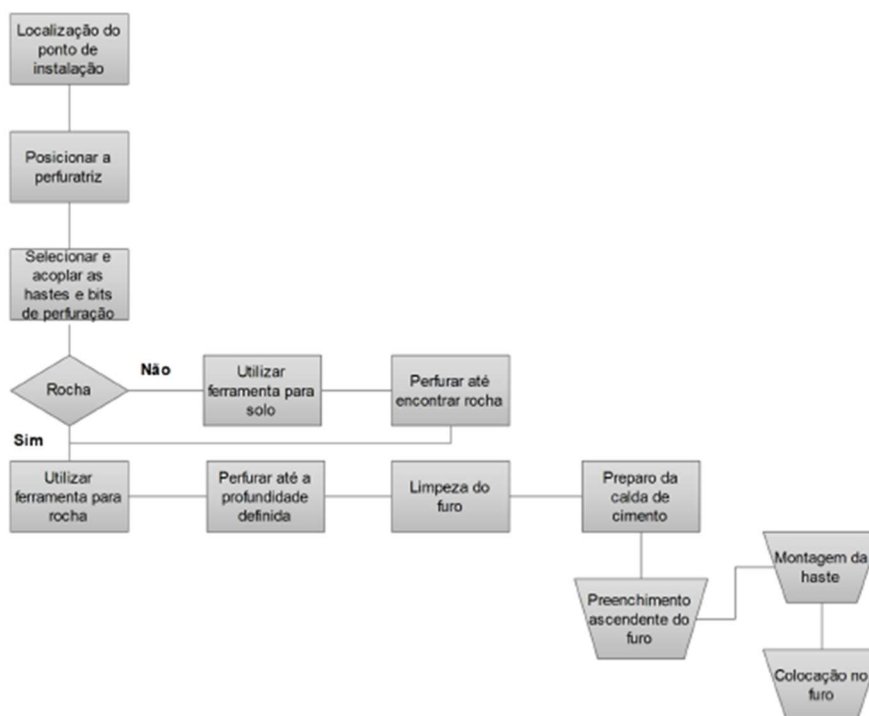 Localização do
ponto de
instalação
Posicionar a
perfuratriz
Selecionar e
acoplar as
hastes e bits
de perfuração
Rocha
Não
Utilizar
ferramenta para
solo
Perfurar até
encontrar rocha
Sim
Utilizar
ferramenta para
rocha
Perfurar até a
profundidade
definida
Limpeza do
furo
Preparo da
calda de
cimento
Preenchimento
ascendente do
furo
Montagem da
haste
Colocação no
furo